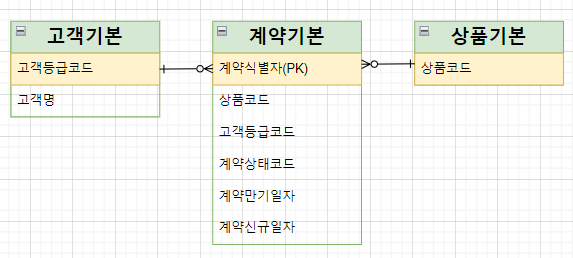 고객기본
고객등급코드
고객명
계약기본
계약식별자(PK)
상품코드
고객등급코드
계약상태코드
계약만기일자
계약신규일자
상품기본
상품코드